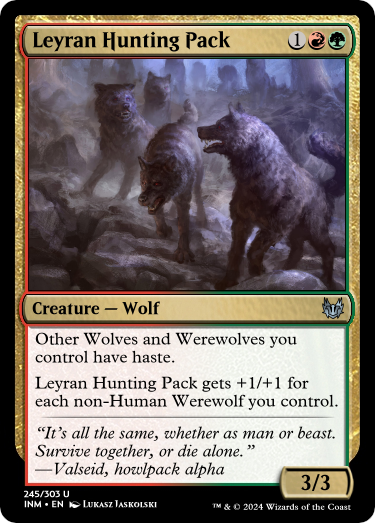 Leyran Hunting Pack 1
Creature — Wolf
Other Wolves and Werewolves you
control have haste.
Leyran Hunting Pack gets +1/+1 for
each non-Human Werewolf you control.
“It’s all the same, whether as man or beast.
Survive together, or die alone.”
—Valseid, howlpack alpha
3/3
245/303 U
INM • EN Lukasz Jaskolski
™ & © 2024 Wizards of the Coast